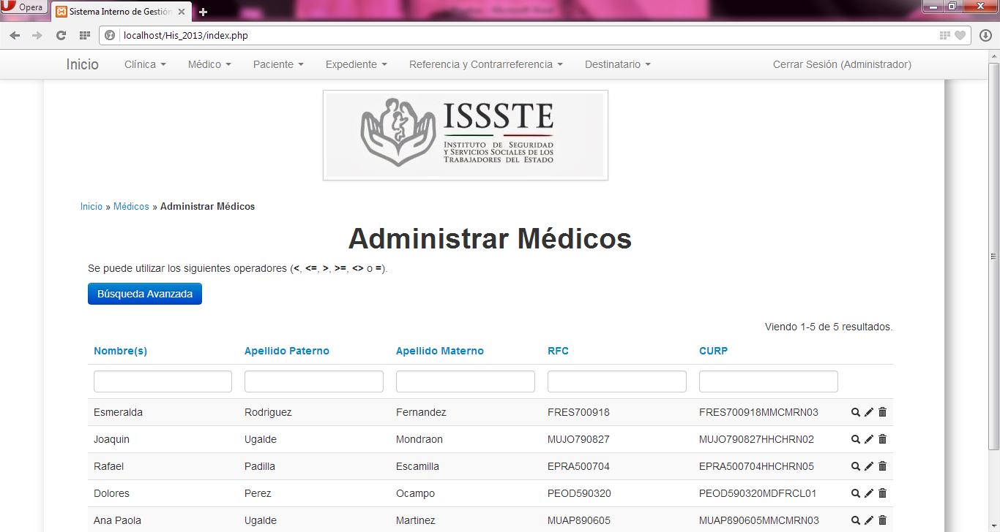 Opera
Sistema Interno de Gestión
localhost/His_2013/index.php
Inicio Clínica Médico Paciente Expediente Referencia y Contrarreferencia Destinatario Cerrar Sesión (Administrador)
ISSSTE
INSTITUTO DE SEGURIDAD
Y SERVICIOS SOCIALES DE LOS
TRABAJADORES DEL ESTADO
Inicio » Médicos » Administrar Médicos
Administrar Médicos
Se puede utilizar los siguientes operadores (<, <=, >, >=, <> o =).
Búsqueda Avanzada
Viendo 1-5 de 5 resultados.
Nombre(s) Apellido Paterno Apellido Materno RFC CURP
Esmeralda Rodriguez Fernandez FRES700918 FRES700918MMCMRN03
Joaquin Ugalde Mondraon MUJO790827 MUJO790827HHCHRN02
Rafael Padilla Escamilla EPRA500704 EPRA500704HHCHRN05
Dolores Perez Ocampo PEOD590320 PEOD590320MDFRCL01
Ana Paola Ugalde Martinez MUAP890605 MUAP890605MMCMRN03